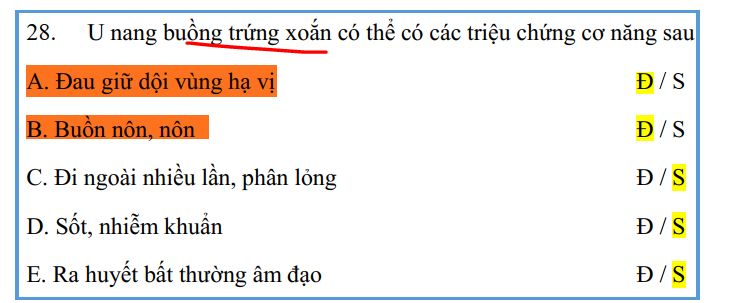 28. U nang buồng trứng xoắn có thể có các triệu chứng cơ năng sau
A. Đau giữ dội vùng hạ vị Đ / S
B. Buồn nôn, nôn Đ / S
C. Đi ngoài nhiều lần, phân lỏng Đ / S
D. Sốt, nhiễm khuẩn Đ / S
E. Ra huyết bất thường âm đạo Đ / S